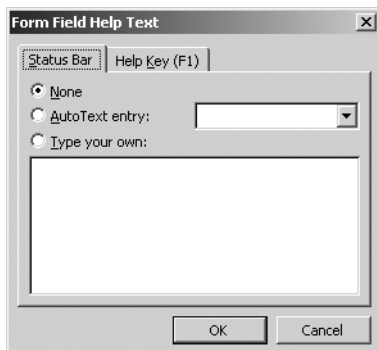 Form Field Help Text
Status Bar Help Key (F1)
None
AutoText entry:
Type your own:
OK Cancel